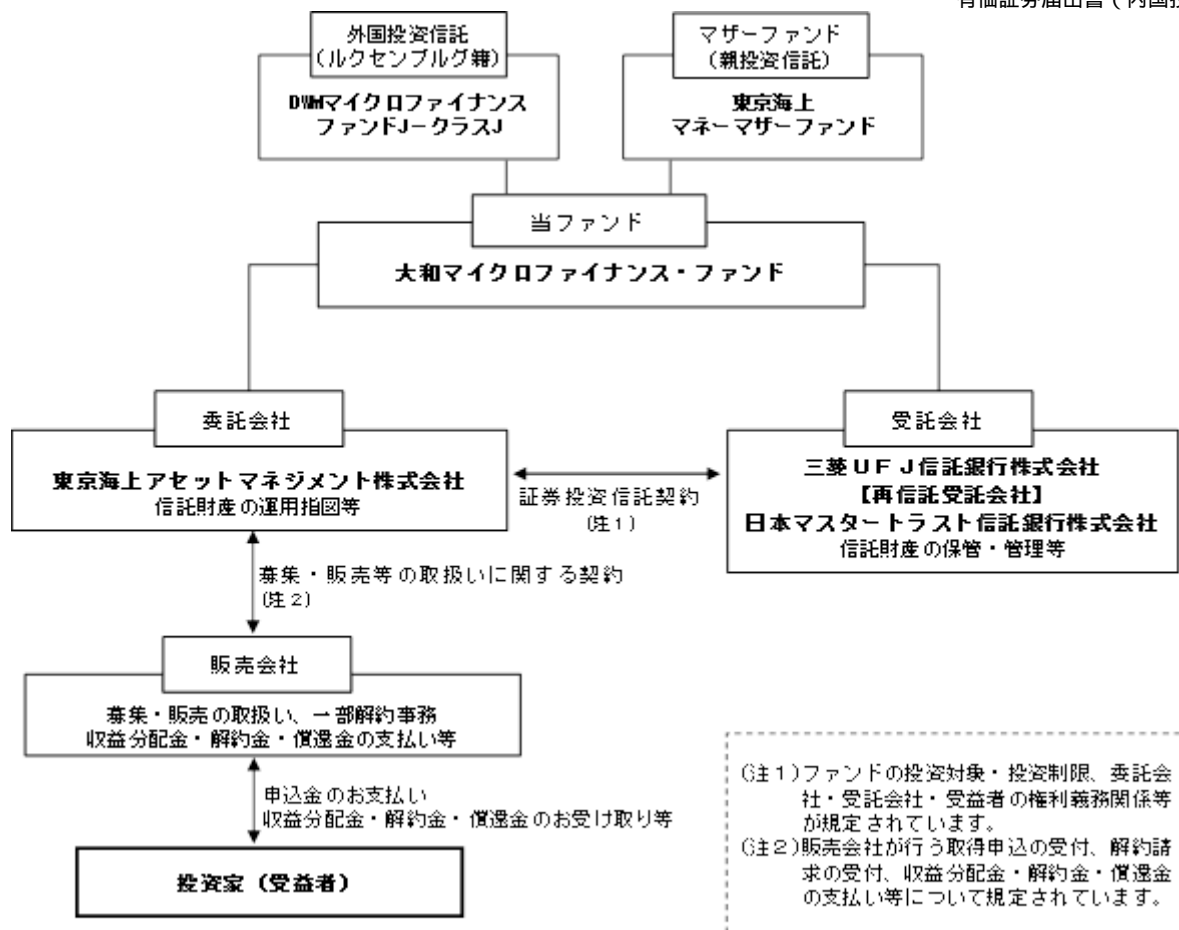 有価証券届出書（内国投
外国投資信託
（ルクセンブルグ籍）
DWMマイクロファイナンス
ファンドJークラスJ
マザーファンド
（親投資信託）
東京海上
マネーマザーファンド
当ファンド
大和マイクロファイナンス・ファンド
委託会社
東京海上アセットマネジメント株式会社
信託財産の運用指図等
証券投資信託契約
（注１）
受託会社
三菱ＵＦＪ信託銀行株式会社
【再信託受託会社】
日本マスタートラスト信託銀行株式会社
信託財産の保管・管理等
募集・販売等の取扱いに関する契約
（注２）
販売会社
募集・販売の取扱い、一部解約事務
収益分配金・解約金・償還金の支払い等
申込金のお支払い
収益分配金・解約金・償還金のお受け取り等
投資家（受益者）
（注１）ファンドの投資対象・投資制限、委託会
社・受託会社・受益者の権利義務関係等
が規定されています。
（注２）販売会社が行う取得申込の受付、解約請
求の受付、収益分配金・解約金・償還金
の支払い等について規定されています。